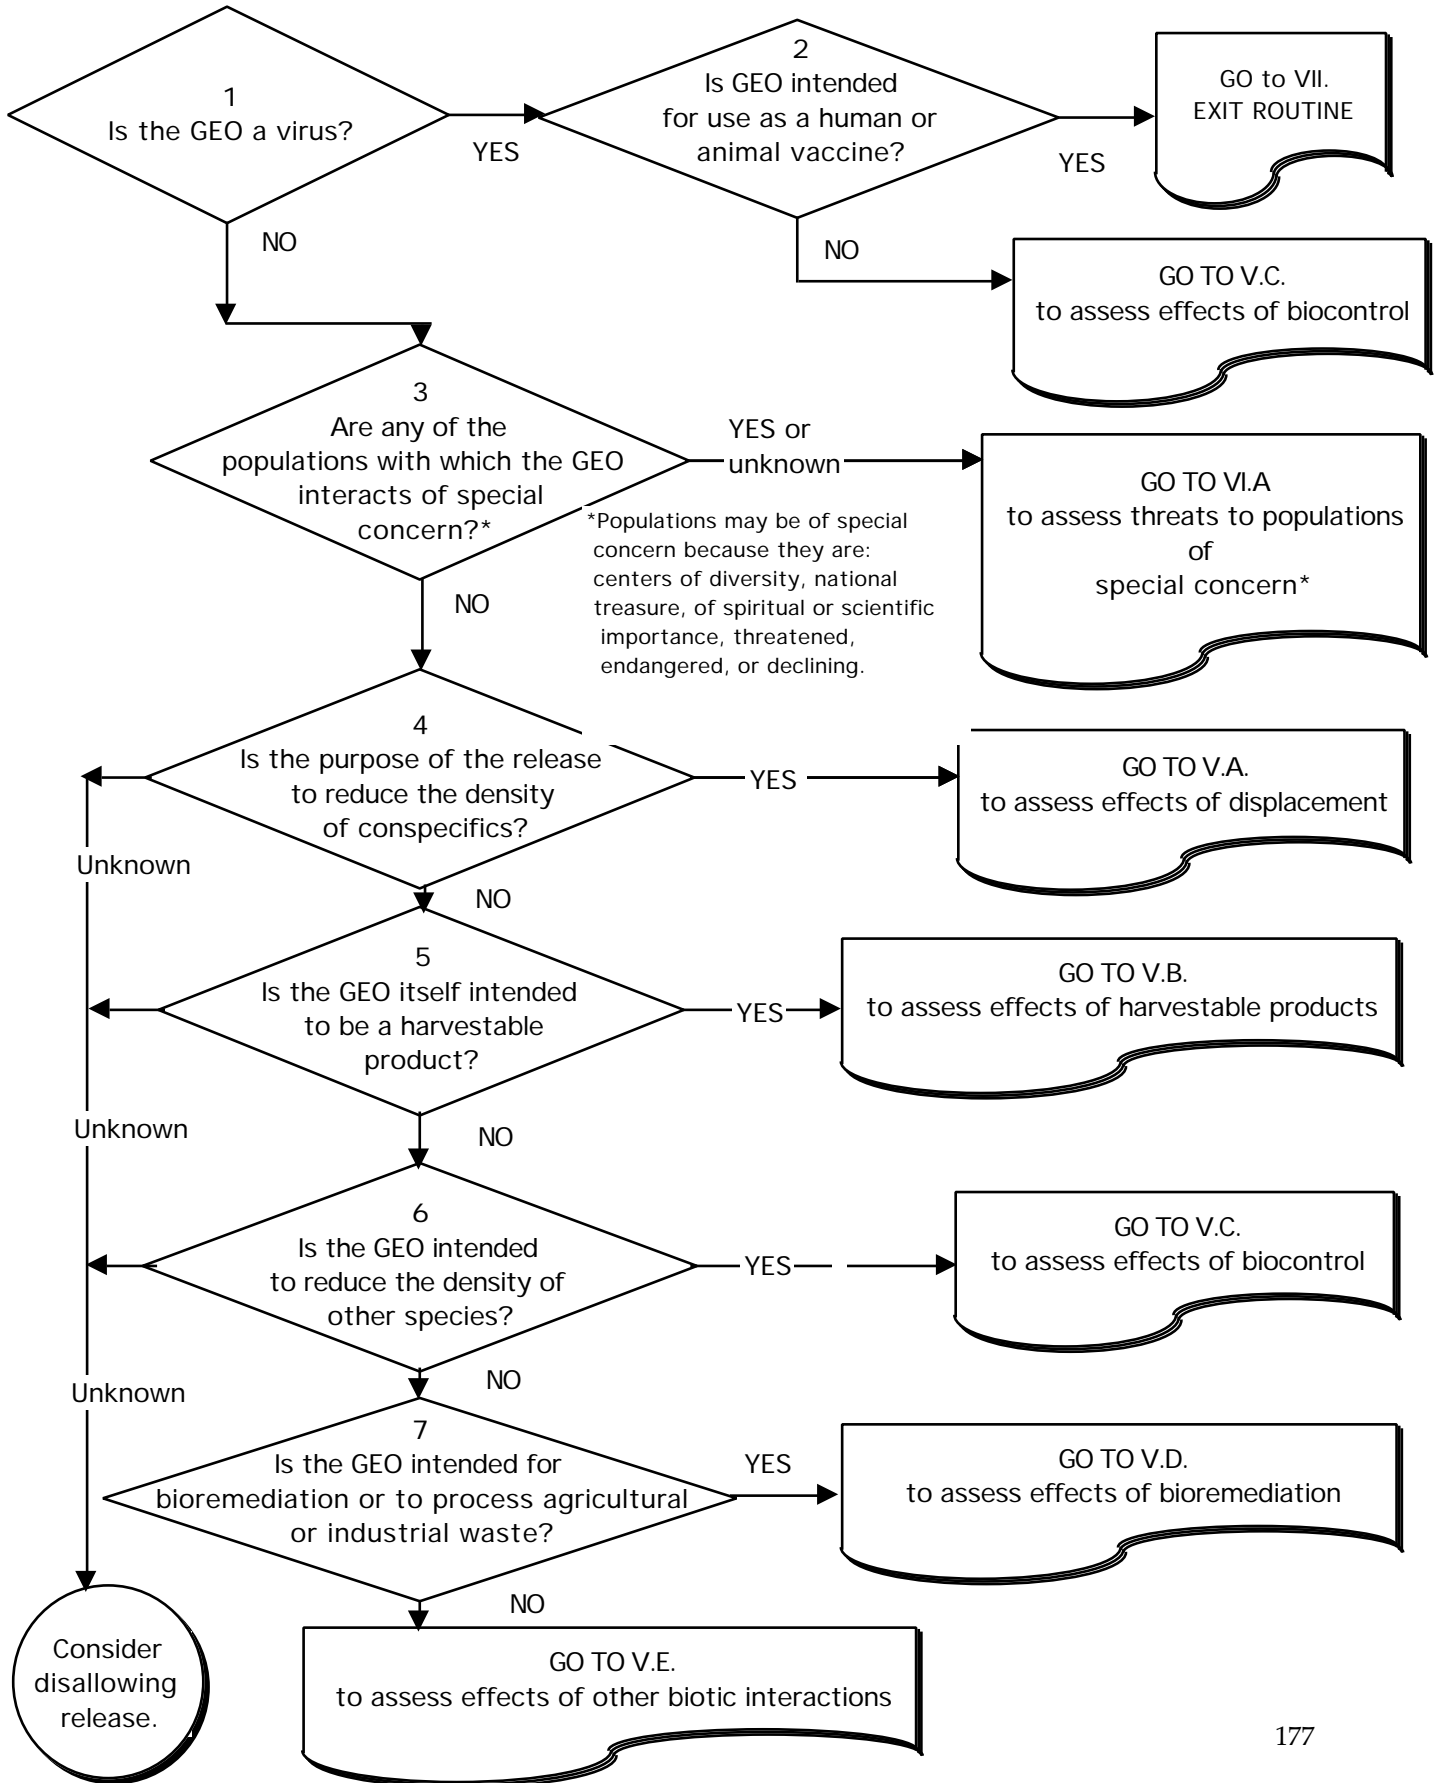 1
Is the GEO a virus?
YES
NO
2
Is GEO intended
for use as a human or
animal vaccine?
YES
NO
GO to VII.
EXIT ROUTINE
GO TO V.C.
to assess effects of biocontrol
3
Are any of the
populations with which the GEO
interacts of special
concern?*
YES or
unknown
NO
*Populations may be of special
concern because they are:
centers of diversity, national
treasure, of spiritual or scientific
importance, threatened,
endangered, or declining.
GO TO VI.A
to assess threats to populations
of
special concern*
4
Is the purpose of the release
to reduce the density
of conspecifics?
YES
NO
Unknown
GO TO V.A.
to assess effects of displacement
5
Is the GEO itself intended
to be a harvestable
product?
YES
NO
Unknown
GO TO V.B.
to assess effects of harvestable products
6
Is the GEO intended
to reduce the density of
other species?
YES
NO
Unknown
GO TO V.C.
to assess effects of biocontrol
7
Is the GEO intended for
bioremediation or to process agricultural
or industrial waste?
YES
NO
GO TO V.D.
to assess effects of bioremediation
Consider
disallowing
release.
GO TO V.E.
to assess effects of other biotic interactions
177